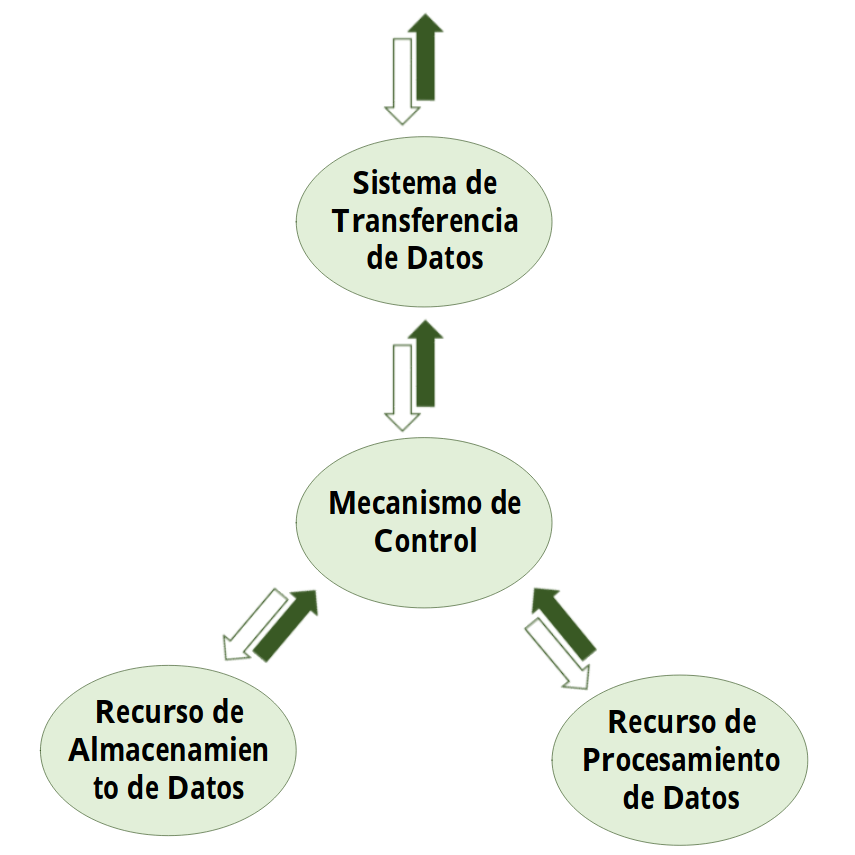 Sistema de
Transferencia
de Datos
Mecanismo de
Control
Recurso de
Almacenamien
to de Datos
Recurso de
Procesamiento
de Datos